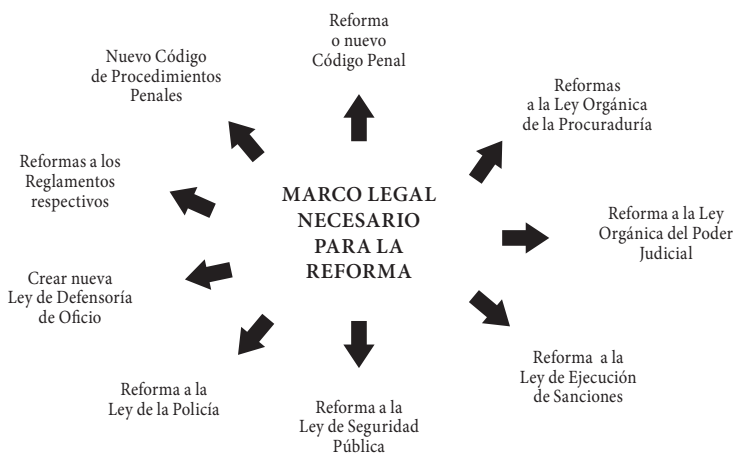 Reforma
o nuevo
Código Penal
Nuevo Código
de Procedimientos
Penales
Reformas
a la Ley Orgánica
de la Procuraduría
Reformas a los
Reglamentos
respectivos
MARCO LEGAL
NECESARIO
PARA LA
REFORMA
Reforma a la Ley
Orgánica del Poder
Judicial
Crear nueva
Ley de Defensoría
de Oficio
Reforma a la
Ley de Ejecución
de Sanciones
Reforma a la
Ley de la Policía
Reforma a la
Ley de Seguridad
Pública